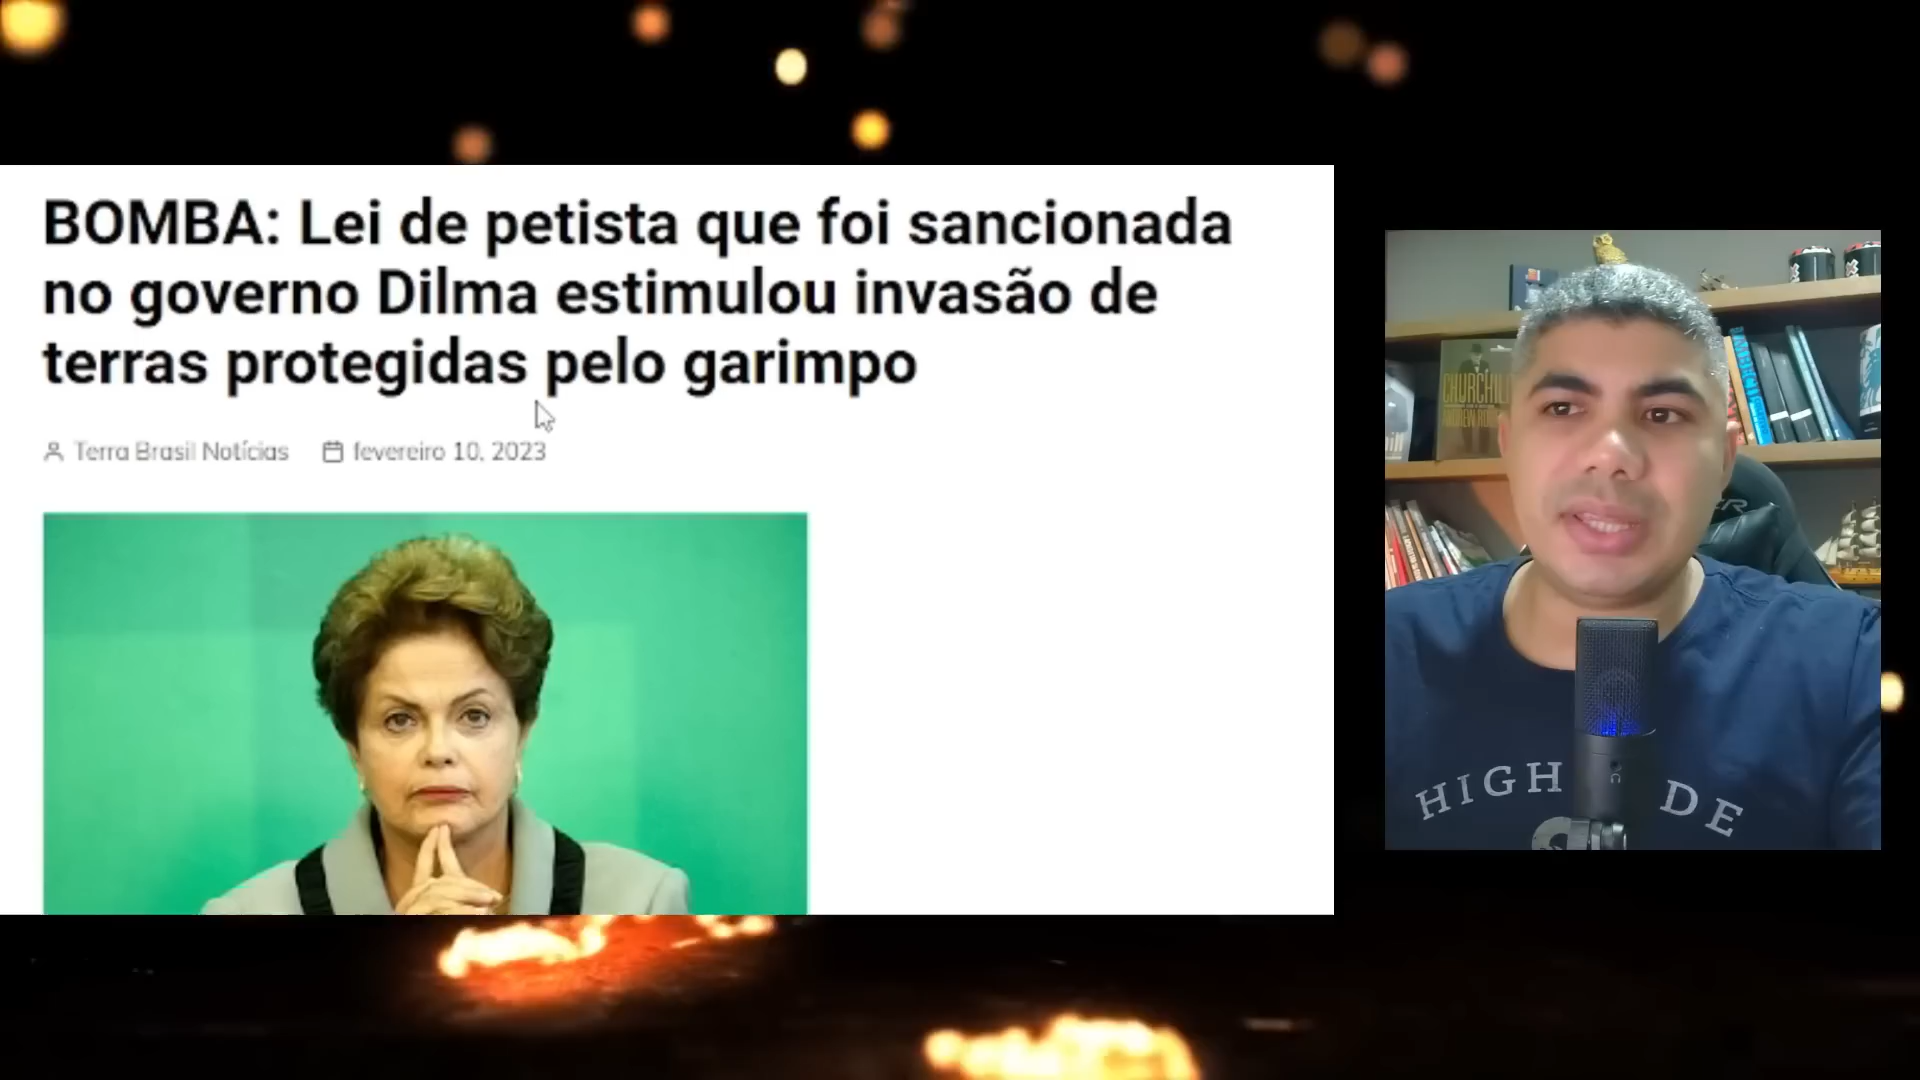 BOMBA: Lei de petista que foi sancionada
no governo Dilma estimulou invasão de
terras protegidas pelo garimpo
Terra Brasil Notícias fevereiro 10, 2023
CHURCHILL
HIGH DE